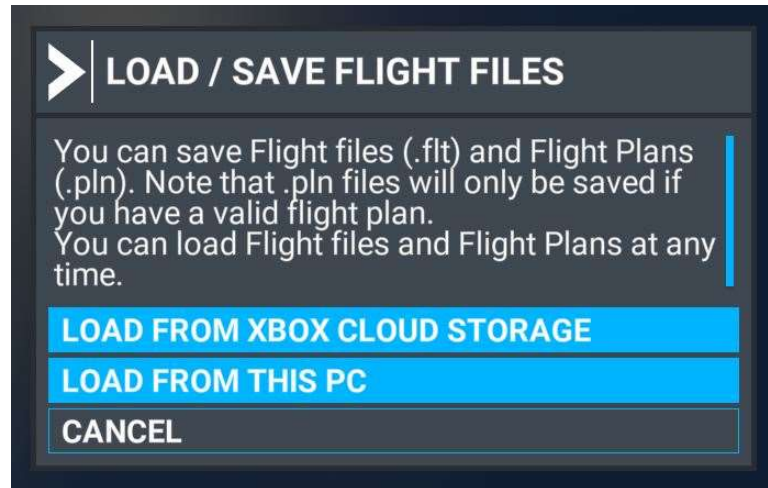 LOAD / SAVE FLIGHT FILES
You can save Flight files (.flt) and Flight Plans
(.pln). Note that .pln files will only be saved if
you have a valid flight plan.
You can load Flight files and Flight Plans at any
time.
LOAD FROM XBOX CLOUD STORAGE
LOAD FROM THIS PC
CANCEL